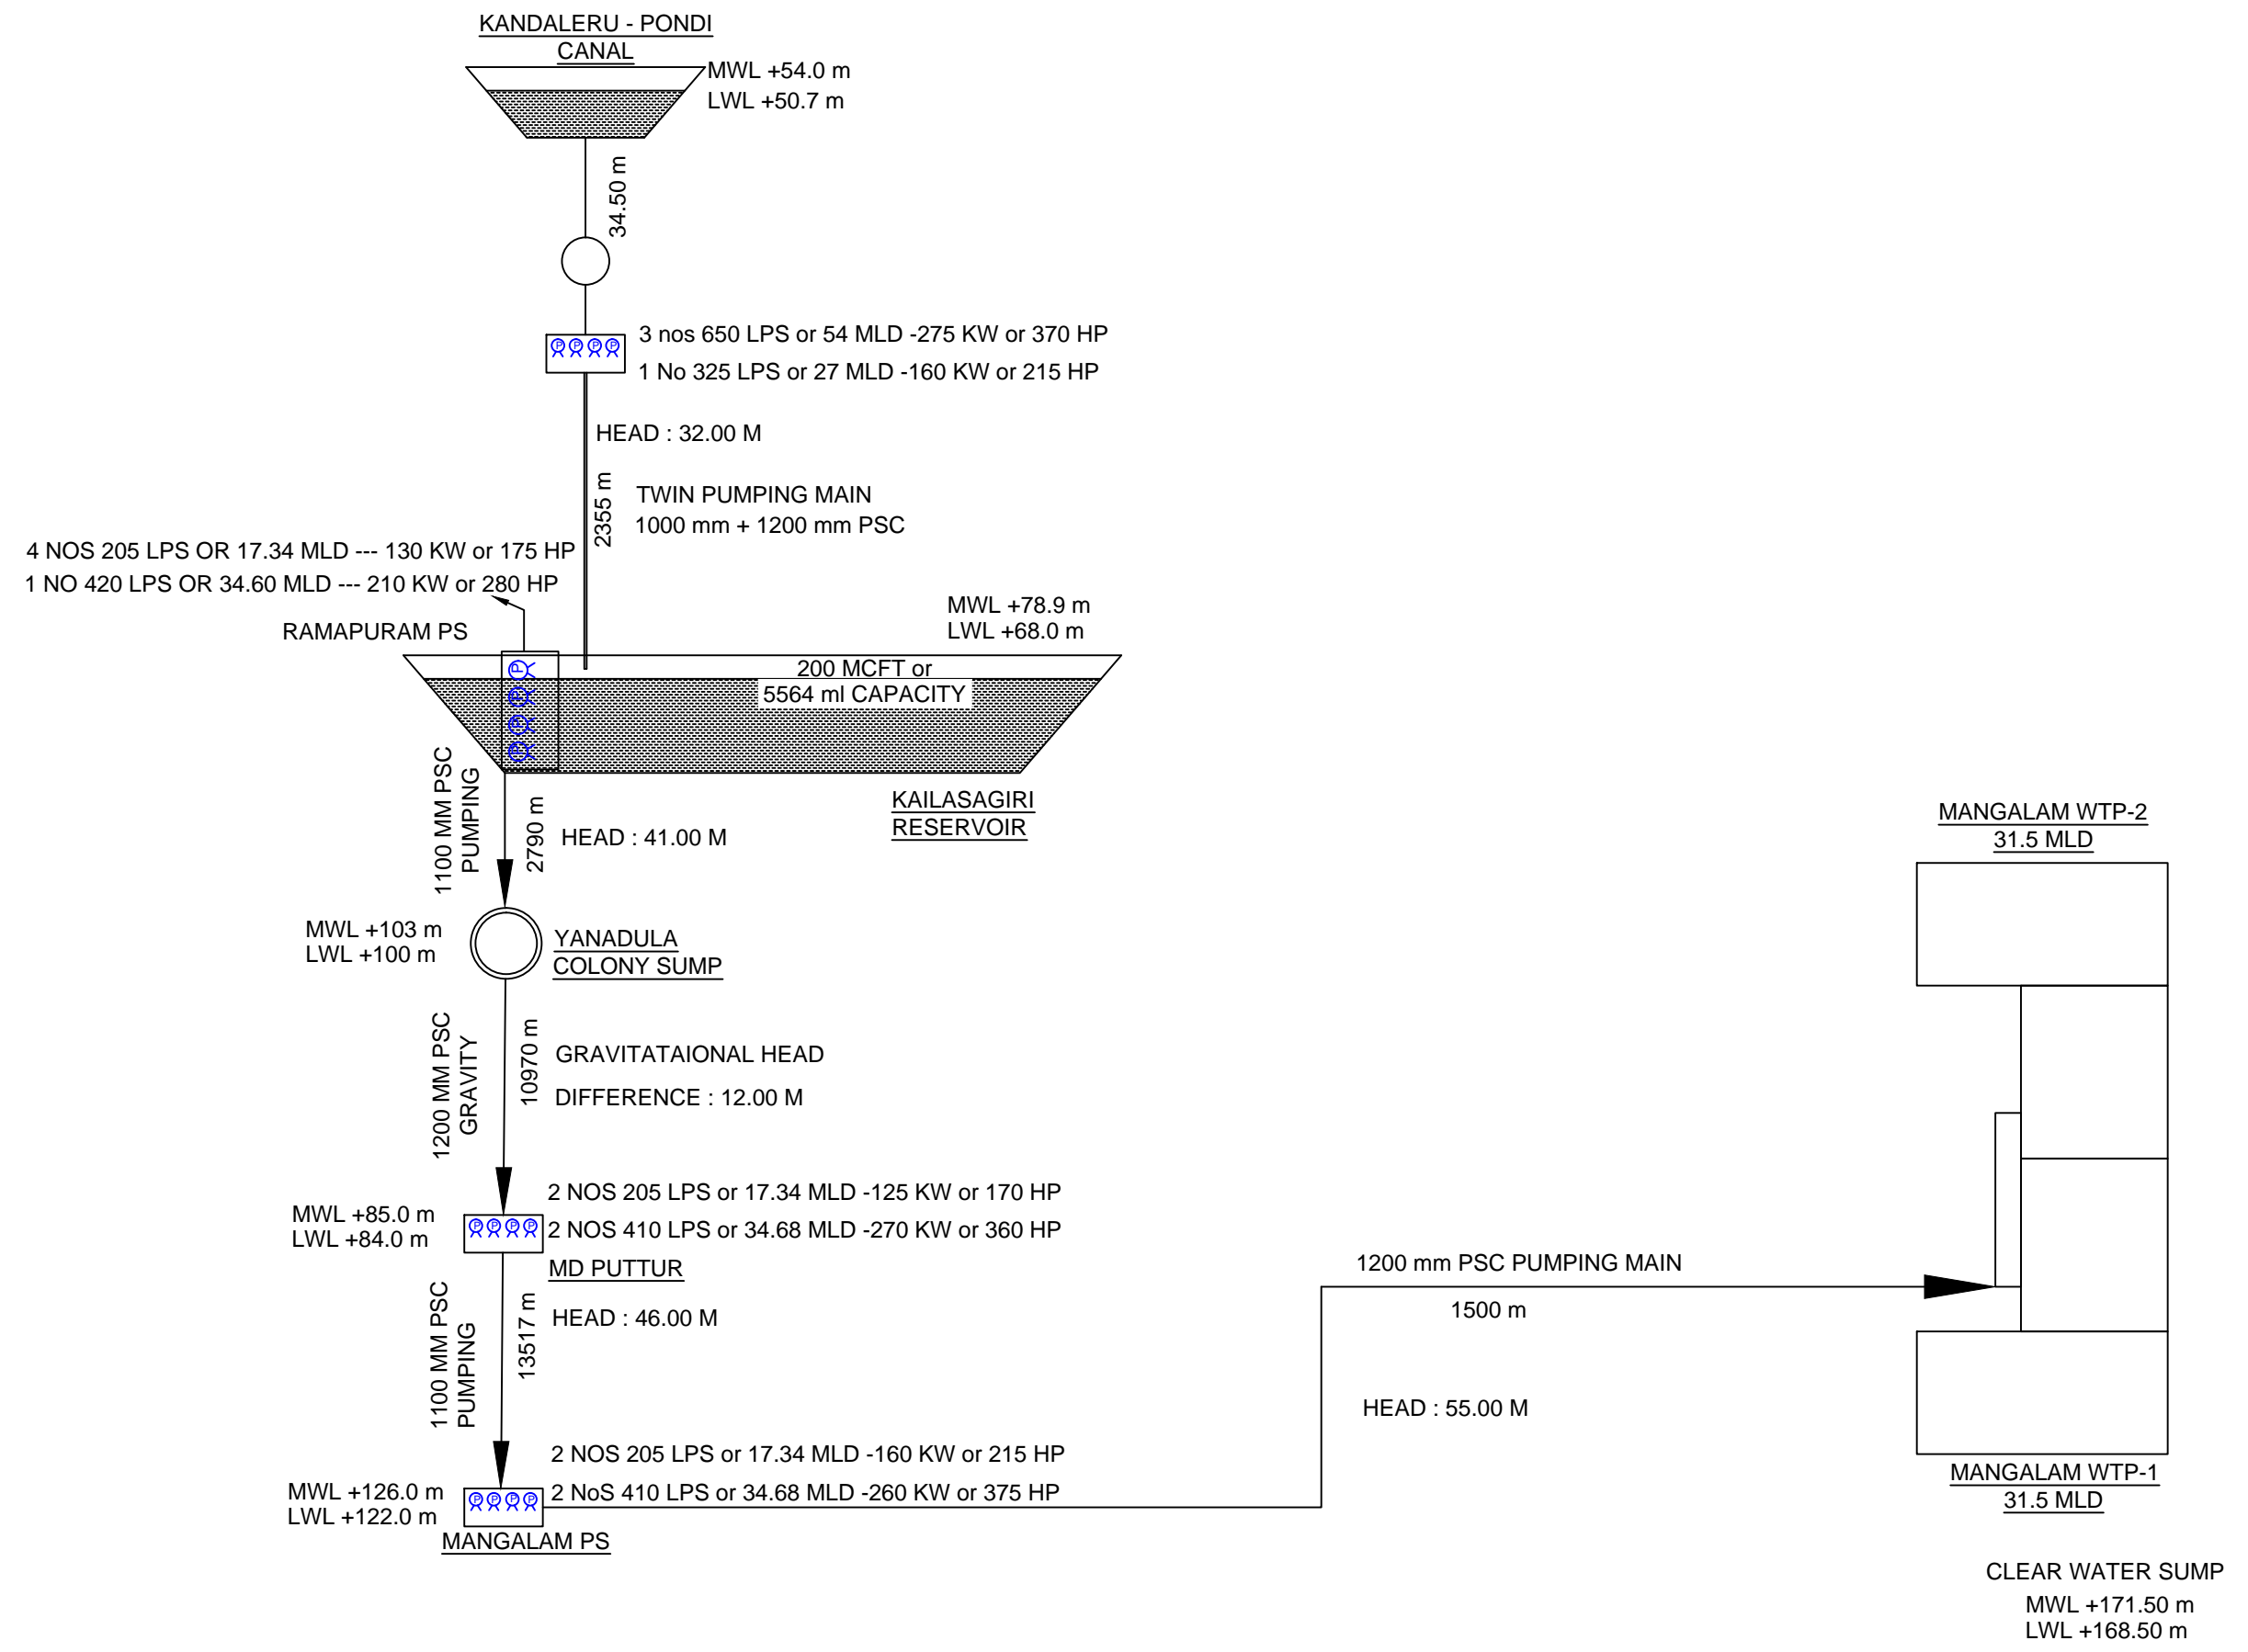 KANDALERU - PONDI
CANAL
MWL +54.0 m
LWL +50.7 m
34.50 m
P P P P
3 nos 650 LPS or 54 MLD -275 KW or 370 HP
1 No 325 LPS or 27 MLD -160 KW or 215 HP
HEAD : 32.00 M
2355 m
TWIN PUMPING MAIN
1000 mm + 1200 mm PSC
4 NOS 205 LPS OR 17.34 MLD --- 130 KW or 175 HP
1 NO 420 LPS OR 34.60 MLD --- 210 KW or 280 HP
RAMAPURAM PS
MWL +78.9 m
LWL +68.0 m
200 MCFT or
5564 ml CAPACITY
P
P
P
P
KAILASAGIRI
RESERVOIR
1100 MM PSC
PUMPING
2790 m
HEAD : 41.00 M
MWL +103 m
LWL +100 m
YANADULA
COLONY SUMP
1200 MM PSC
GRAVITY
10970 m
GRAVITATAIONAL HEAD
DIFFERENCE : 12.00 M
2 NOS 205 LPS or 17.34 MLD -125 KW or 170 HP
2 NOS 410 LPS or 34.68 MLD -270 KW or 360 HP
MWL +85.0 m
LWL +84.0 m
P P P P
MD PUTTUR
1100 MM PSC
PUMPING
13517 m
HEAD : 46.00 M
2 NOS 205 LPS or 17.34 MLD -160 KW or 215 HP
2 NoS 410 LPS or 34.68 MLD -260 KW or 375 HP
MWL +126.0 m
LWL +122.0 m
P P P P
MANGALAM PS
1200 mm PSC PUMPING MAIN
1500 m
HEAD : 55.00 M
MANGALAM WTP-2
31.5 MLD
MANGALAM WTP-1
31.5 MLD
CLEAR WATER SUMP
MWL +171.50 m
LWL +168.50 m